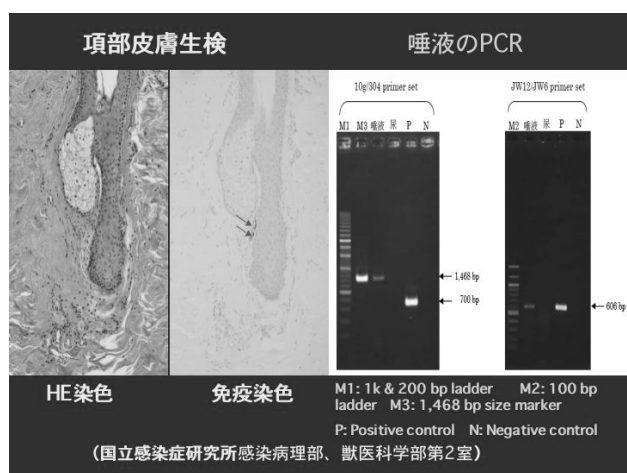 項部皮膚生検
唾液のPCR
10g/304 primer set
JW12/JW6 primer set
M1 M3 唾液 尿 P N
M2 唾液 尿 P N
1,468 bp
700 bp
606 bp
HE染色
免疫染色
M1: 1k & 200 bp ladder M2: 100 bp
ladder M3: 1,468 bp size marker
P: Positive control N: Negative control
(国立感染症研究所感染病理部、獣医科学部第2室)